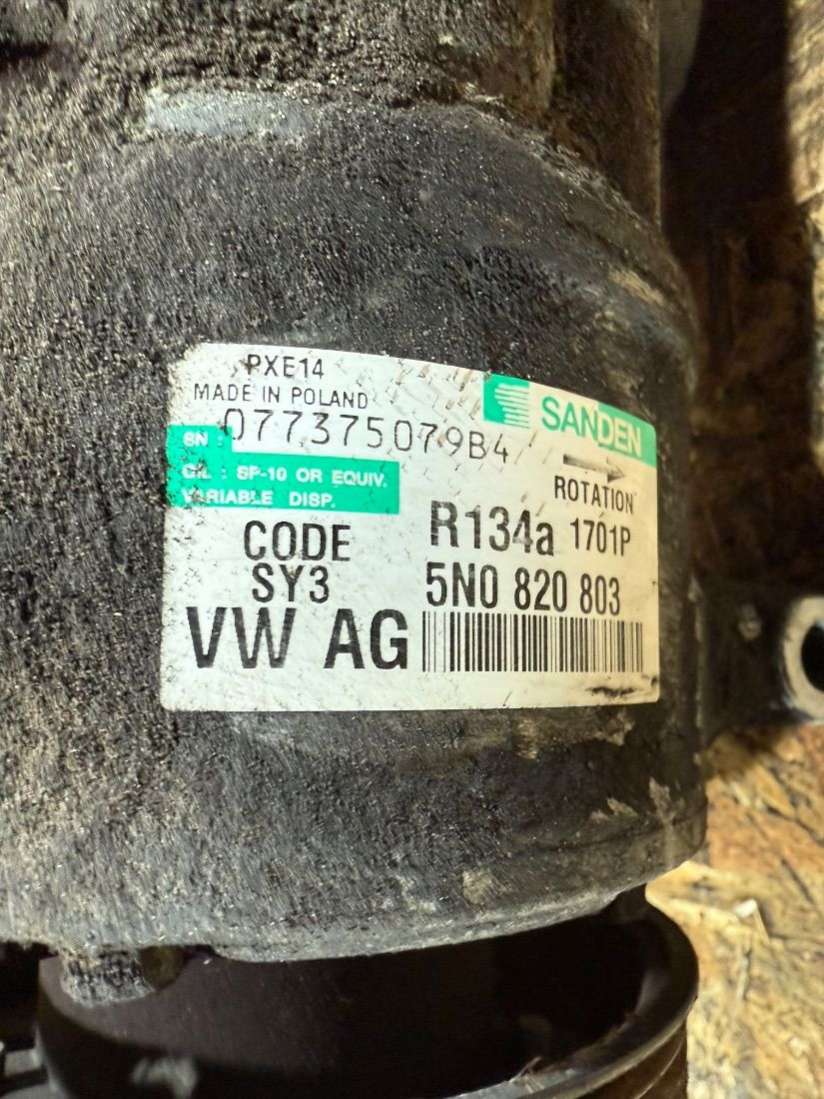 PXE14
MADE IN POLAND
SANDEN
SN : 077375079B4
OIL : SP-10 OR EQUIV.
VARIABLE DISP.
ROTATION
CODE R134a 1701P
SY3 5N0 820 803
VW AG